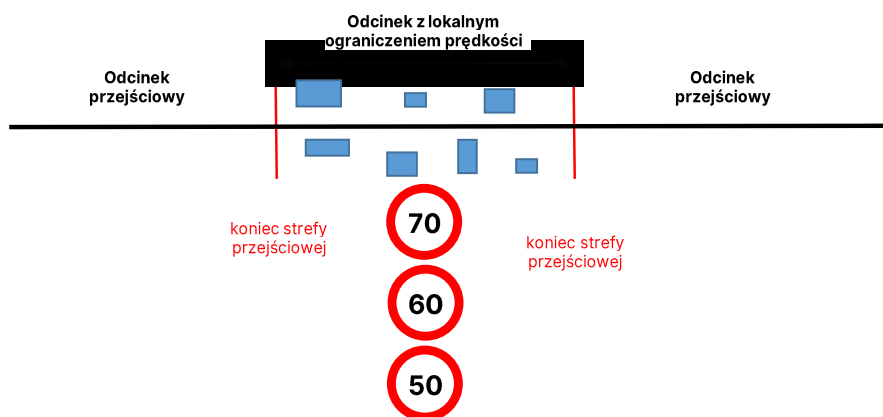 Odcinek z lokalnym
ograniczeniem prędkości
Odcinek
przejściowy
Odcinek
przejściowy
koniec strefy
przejściowej
koniec strefy
przejściowej
70
60
50